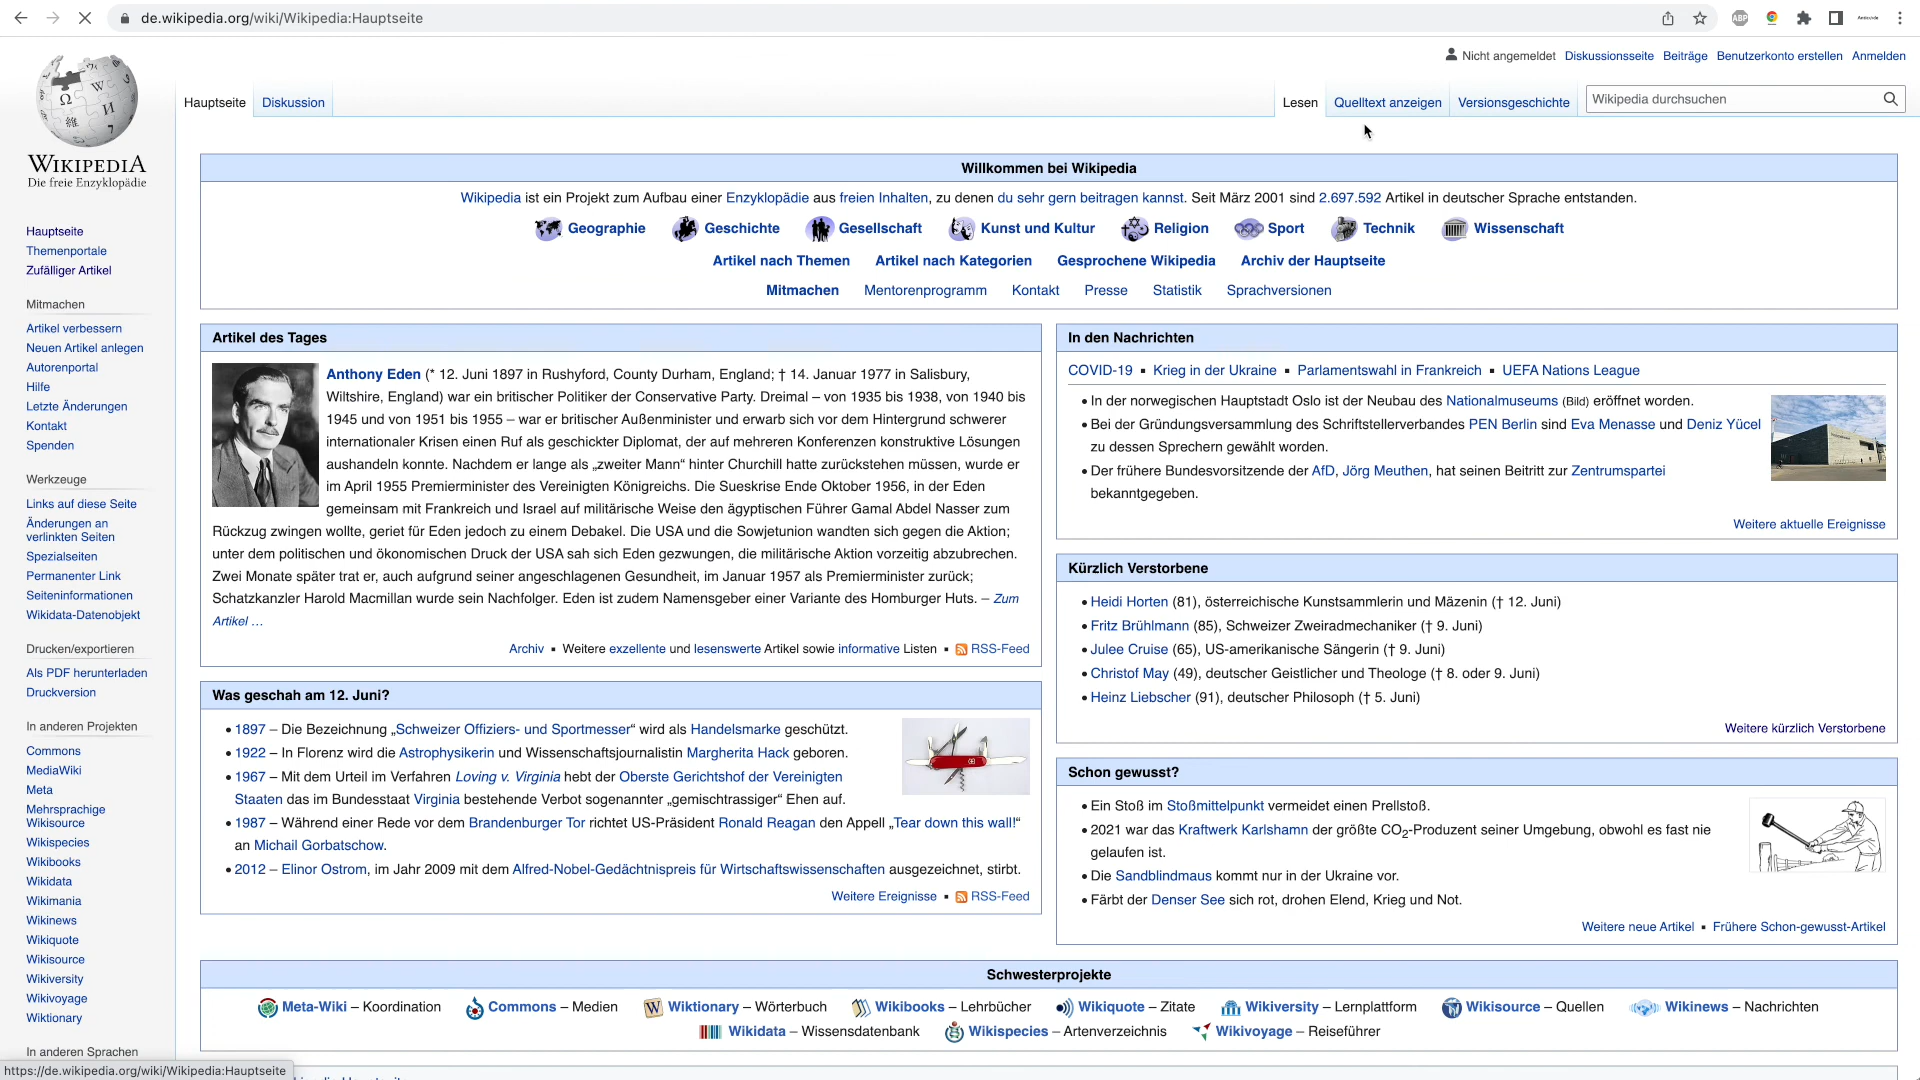 de.wikipedia.org/wiki/Wikipedia:Hauptseite
ABP
Nicht angemeldet Diskussionsseite Beiträge Benutzerkonto erstellen Anmelden
WIKIPEDIA
Die freie Enzyklopädie
Hauptseite Diskussion Lesen Quelltext anzeigen Versionsgeschichte Wikipedia durchsuchen
Hauptseite
Themenportale
Zufälliger Artikel
Mitmachen
Artikel verbessern
Neuen Artikel anlegen
Autorenportal
Hilfe
Letzte Änderungen
Kontakt
Spenden
Werkzeuge
Links auf diese Seite
Änderungen an
verlinkten Seiten
Spezialseiten
Permanenter Link
Seiteninformationen
Wikidata-Datenobjekt
Drucken/exportieren
Als PDF herunterladen
Druckversion
In anderen Projekten
Commons
MediaWiki
Meta
Mehrsprachige
Wikisource
Wikispecies
Wikibooks
Wikidata
Wikimania
Wikinews
Wikiquote
Wikisource
Wikiversity
Wikivoyage
Wiktionary
In anderen Sprachen
Willkommen bei Wikipedia
Wikipedia ist ein Projekt zum Aufbau einer Enzyklopädie aus freien Inhalten, zu denen du sehr gern beitragen kannst. Seit März 2001 sind 2.697.592 Artikel in deutscher Sprache entstanden.
Geographie Geschichte Gesellschaft Kunst und Kultur Religion Sport Technik Wissenschaft
Artikel nach Themen Artikel nach Kategorien Gesprochene Wikipedia Archiv der Hauptseite
Mitmachen Mentorenprogramm Kontakt Presse Statistik Sprachversionen
Artikel des Tages
Anthony Eden (* 12. Juni 1897 in Rushyford, County Durham, England; † 14. Januar 1977 in Salisbury,
Wiltshire, England) war ein britischer Politiker der Conservative Party. Dreimal – von 1935 bis 1938, von 1940 bis
1945 und von 1951 bis 1955 – war er britischer Außenminister und erwarb sich vor dem Hintergrund schwerer
internationaler Krisen einen Ruf als geschickter Diplomat, der auf mehreren Konferenzen konstruktive Lösungen
aushandeln konnte. Nachdem er lange als „zweiter Mann“ hinter Churchill hatte zurückstehen müssen, wurde er
im April 1955 Premierminister des Vereinigten Königreichs. Die Sueskrise Ende Oktober 1956, in der Eden
gemeinsam mit Frankreich und Israel auf militärische Weise den ägyptischen Führer Gamal Abdel Nasser zum
Rückzug zwingen wollte, geriet für Eden jedoch zu einem Debakel. Die USA und die Sowjetunion wandten sich gegen die Aktion;
unter dem politischen und ökonomischen Druck der USA sah sich Eden gezwungen, die militärische Aktion vorzeitig abzubrechen.
Zwei Monate später trat er, auch aufgrund seiner angeschlagenen Gesundheit, im Januar 1957 als Premierminister zurück;
Schatzkanzler Harold Macmillan wurde sein Nachfolger. Eden ist zudem Namensgeber einer Variante des Homburger Huts. – Zum
Artikel …
Archiv ▪ Weitere exzellente und lesenswerte Artikel sowie informative Listen ▪ RSS-Feed
Was geschah am 12. Juni?
• 1897 – Die Bezeichnung „Schweizer Offiziers- und Sportmesser“ wird als Handelsmarke geschützt.
• 1922 – In Florenz wird die Astrophysikerin und Wissenschaftsjournalistin Margherita Hack geboren.
• 1967 – Mit dem Urteil im Verfahren Loving v. Virginia hebt der Oberste Gerichtshof der Vereinigten
Staaten das im Bundesstaat Virginia bestehende Verbot sogenannter „gemischtrassiger“ Ehen auf.
• 1987 – Während einer Rede vor dem Brandenburger Tor richtet US-Präsident Ronald Reagan den Appell „Tear down this wall!“
an Michail Gorbatschow.
• 2012 – Elinor Ostrom, im Jahr 2009 mit dem Alfred-Nobel-Gedächtnispreis für Wirtschaftswissenschaften ausgezeichnet, stirbt.
Weitere Ereignisse ▪ RSS-Feed
In den Nachrichten
COVID-19 ▪ Krieg in der Ukraine ▪ Parlamentswahl in Frankreich ▪ UEFA Nations League
• In der norwegischen Hauptstadt Oslo ist der Neubau des Nationalmuseums (Bild) eröffnet worden.
• Bei der Gründungsversammlung des Schriftstellerverbandes PEN Berlin sind Eva Menasse und Deniz Yücel
zu dessen Sprechern gewählt worden.
• Der frühere Bundesvorsitzende der AfD, Jörg Meuthen, hat seinen Beitritt zur Zentrumspartei
bekanntgegeben.
Weitere aktuelle Ereignisse
Kürzlich Verstorbene
• Heidi Horten (81), österreichische Kunstsammlerin und Mäzenin († 12. Juni)
• Fritz Brühlmann (85), Schweizer Zweiradmechaniker († 9. Juni)
• Julee Cruise (65), US-amerikanische Sängerin († 9. Juni)
• Christof May (49), deutscher Geistlicher und Theologe († 8. oder 9. Juni)
• Heinz Liebscher (91), deutscher Philosoph († 5. Juni)
Weitere kürzlich Verstorbene
Schon gewusst?
• Ein Stoß im Stoßmittelpunkt vermeidet einen Prellstoß.
• 2021 war das Kraftwerk Karlshamn der größte CO2-Produzent seiner Umgebung, obwohl es fast nie
gelaufen ist.
• Die Sandblindmaus kommt nur in der Ukraine vor.
• Färbt der Denser See sich rot, drohen Elend, Krieg und Not.
Weitere neue Artikel ▪ Frühere Schon-gewusst-Artikel
Schwesterprojekte
Meta-Wiki – Koordination Commons – Medien Wiktionary – Wörterbuch Wikibooks – Lehrbücher Wikiquote – Zitate Wikiversity – Lernplattform Wikisource – Quellen Wikinews – Nachrichten
Wikidata – Wissensdatenbank Wikispecies – Artenverzeichnis Wikivoyage – Reiseführer
https://de.wikipedia.org/wiki/Wikipedia:Hauptseite